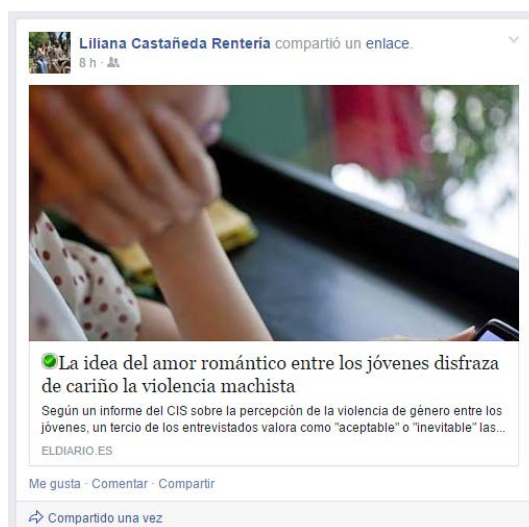 Liliana Castañeda Rentería compartió un enlace.
8 h ·
La idea del amor romántico entre los jóvenes disfraza
de cariño la violencia machista
Según un informe del CIS sobre la percepción de la violencia de género entre los
jóvenes, un tercio de los entrevistados valora como "aceptable" o "inevitable" las...
ELDIARIO.ES
Me gusta · Comentar · Compartir
Compartido una vez